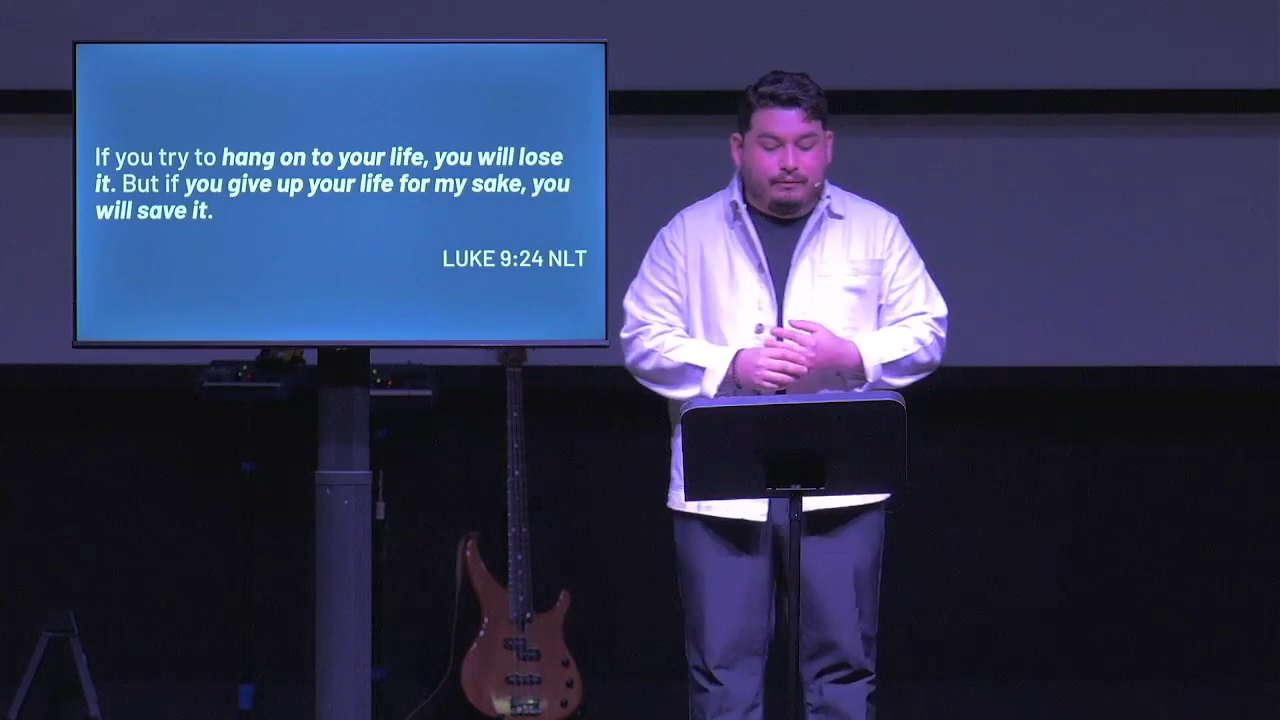 If you try to hang on to your life, you will lose
it. But if you give up your life for my sake, you
will save it.
LUKE 9:24 NLT